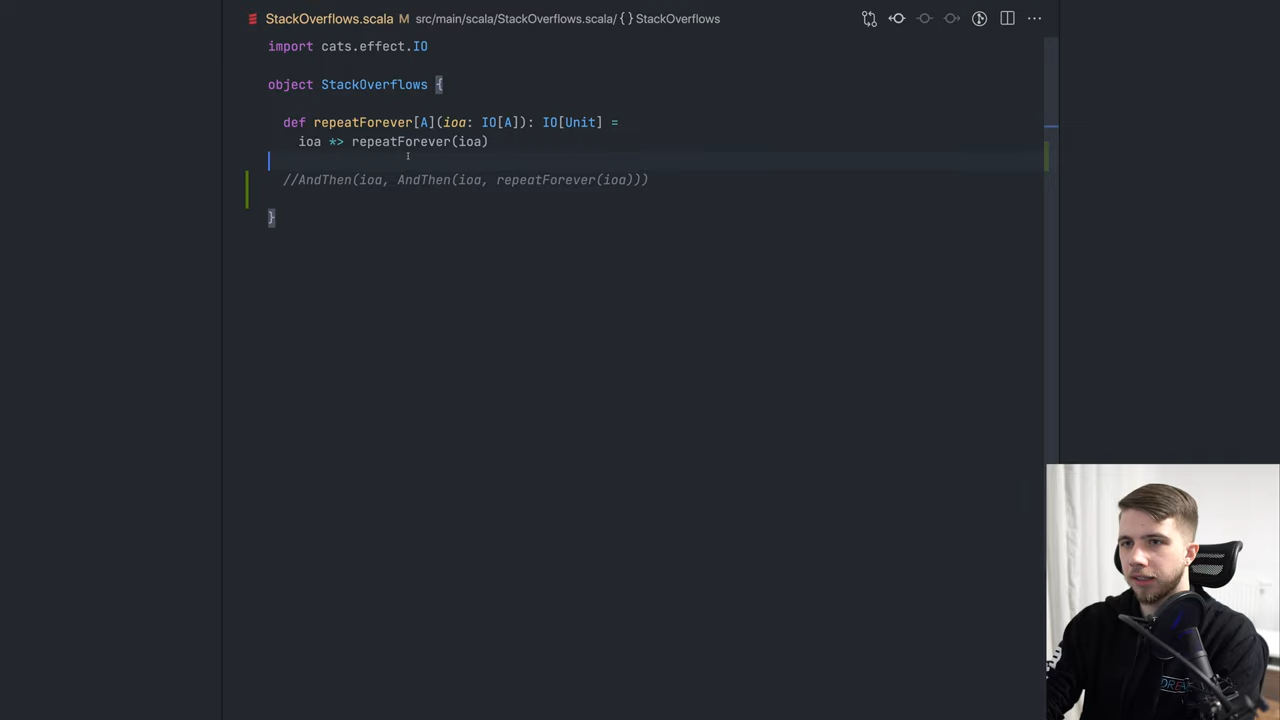 StackOverflows.scala M src/main/scala/StackOverflows.scala/{} StackOverflows
import cats.effect.IO
object StackOverflows {
def repeatForever[A](ioa: IO[A]): IO[Unit] =
ioa *> repeatForever(ioa)
//AndThen(ioa, AndThen(ioa, repeatForever(ioa)))
}